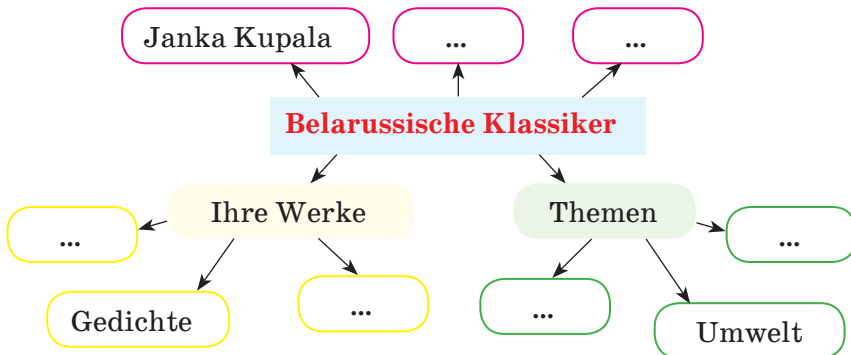 Janka Kupala
...
...
Belarussische Klassiker
Ihre Werke
Themen
...
...
Gedichte
...
...
Umwelt